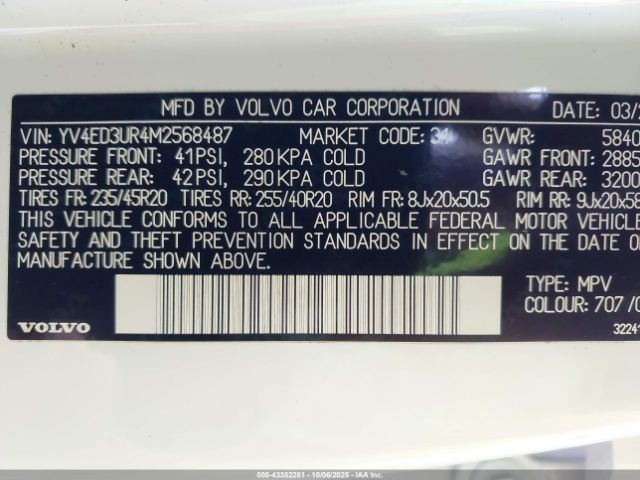 MFD BY VOLVO CAR CORPORATION DATE: 03/
VIN: YV4ED3UR4M2568487 MARKET CODE: 31 GVWR: 5840
PRESSURE FRONT: 41PSI, 280KPA COLD GAWR FRONT: 2885
PRESSURE REAR: 42PSI, 290KPA COLD GAWR REAR: 3200
TIRES FR: 235/45R20 TIRES RR: 255/40R20 RIM FR: 8Jx20x50.5 RIM RR: 9Jx20x58
THIS VEHICLE CONFORMS TO ALL APPLICABLE FEDERAL MOTOR VEHICLE
SAFETY AND THEFT PREVENTION STANDARDS IN EFFECT ON THE DATE OF
MANUFACTURE SHOWN ABOVE.
TYPE: MPV
COLOUR: 707 /0
VOLVO
3224
000-43382281 - 10/06/2025 - IAAI.COM